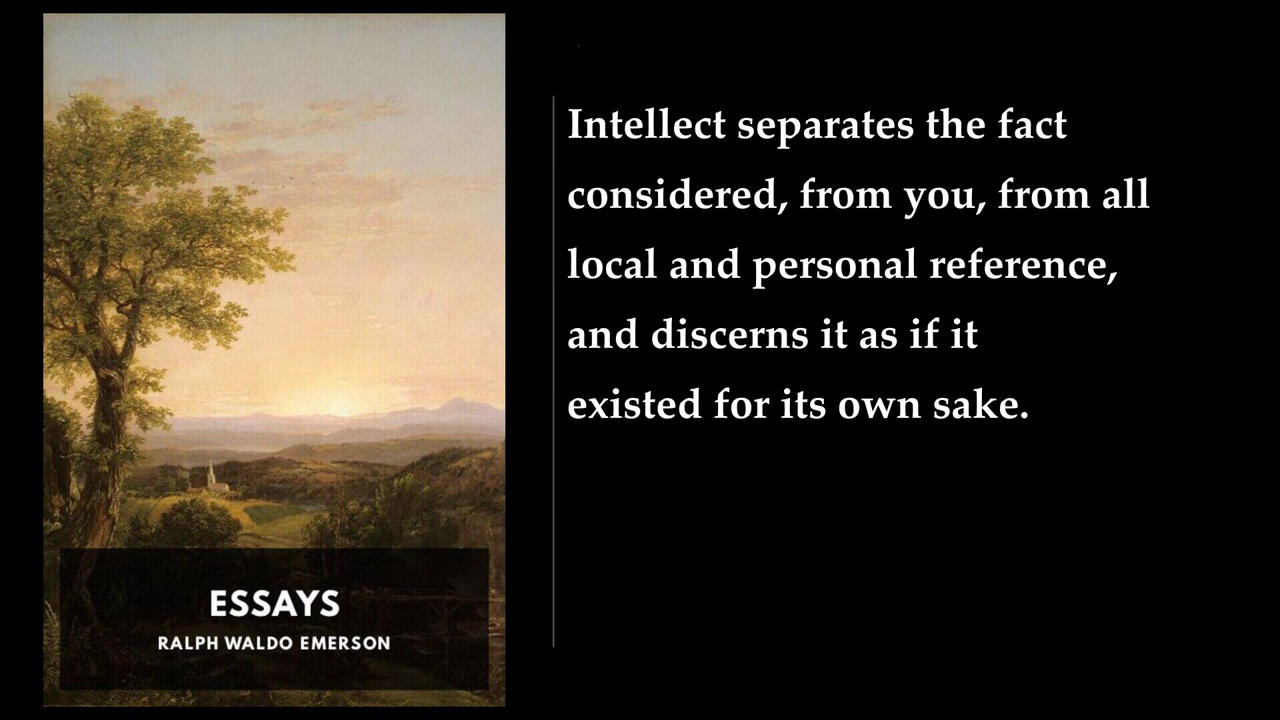 Intellect separates the fact
considered, from you, from all
local and personal reference,
and discerns it as if it
existed for its own sake.
ESSAYS
RALPH WALDO EMERSON